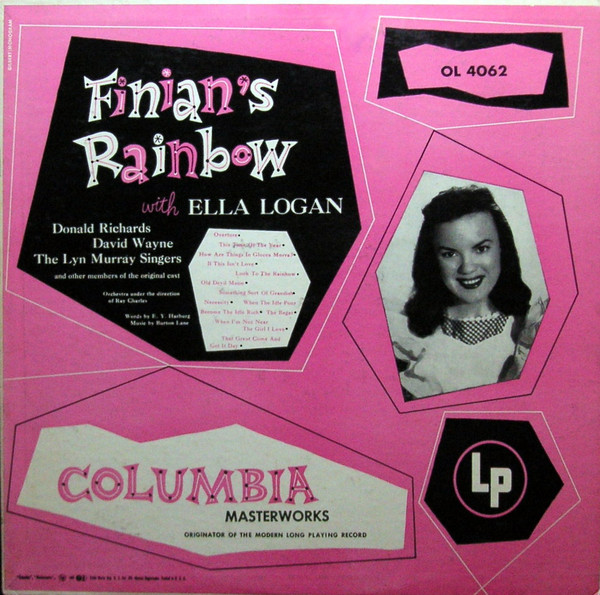 Finian's
Rainbow
with ELLA LOGAN
Donald Richards
David Wayne
The Lyn Murray Singers
and other members of the original cast
Orchestra under the direction
of Ray Charles
Words by E. Y. Harburg
Music by Burton Lane
Overture
This Time Of The Year
How Are Things In Glocca Morra?
If This Isn't Love
Look To The Rainbow
Old Devil Moon
Something Sort Of Grandish
Necessity • When The Idle Poor
Become The Idle Rich • The Begat
When I'm Not Near
The Girl I Love
That Great Come And
Get It Day
OL 4062
COLUMBIA
MASTERWORKS
ORIGINATOR OF THE MODERN LONG PLAYING RECORD
LP